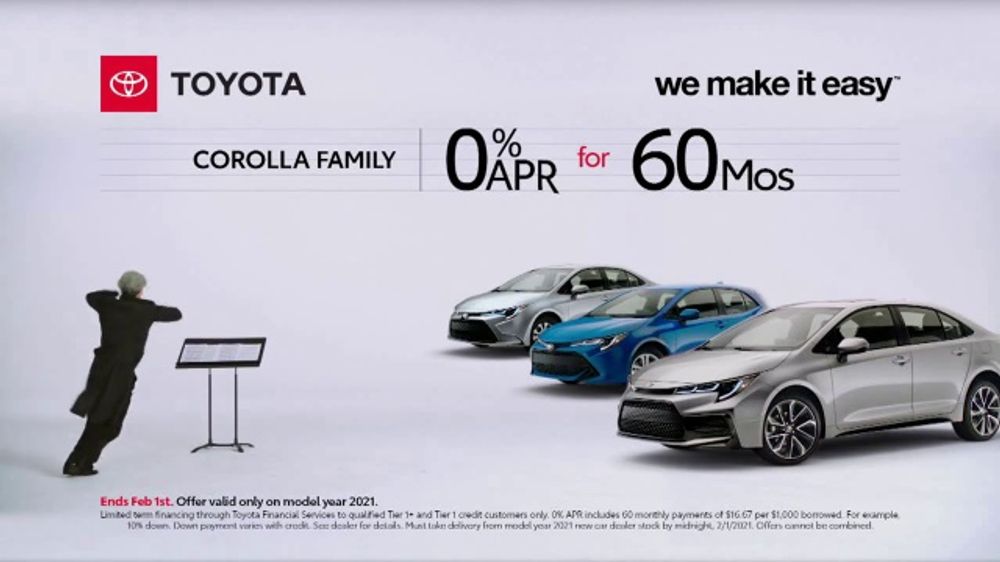 TOYOTA
we make it easy™
COROLLA FAMILY
0% APR for 60 Mos
Ends Feb 1st. Offer valid only on model year 2021.
Limited term financing through Toyota Financial Services to qualified Tier 1+ and Tier 1 credit customers only. 0% APR includes 60 monthly payments of $16.67 per $1,000 borrowed. For example,
10% down. Down payment varies with credit. See dealer for details. Must take delivery from model year 2021 new car dealer stock by midnight, 2/1/2021. Offers cannot be combined.